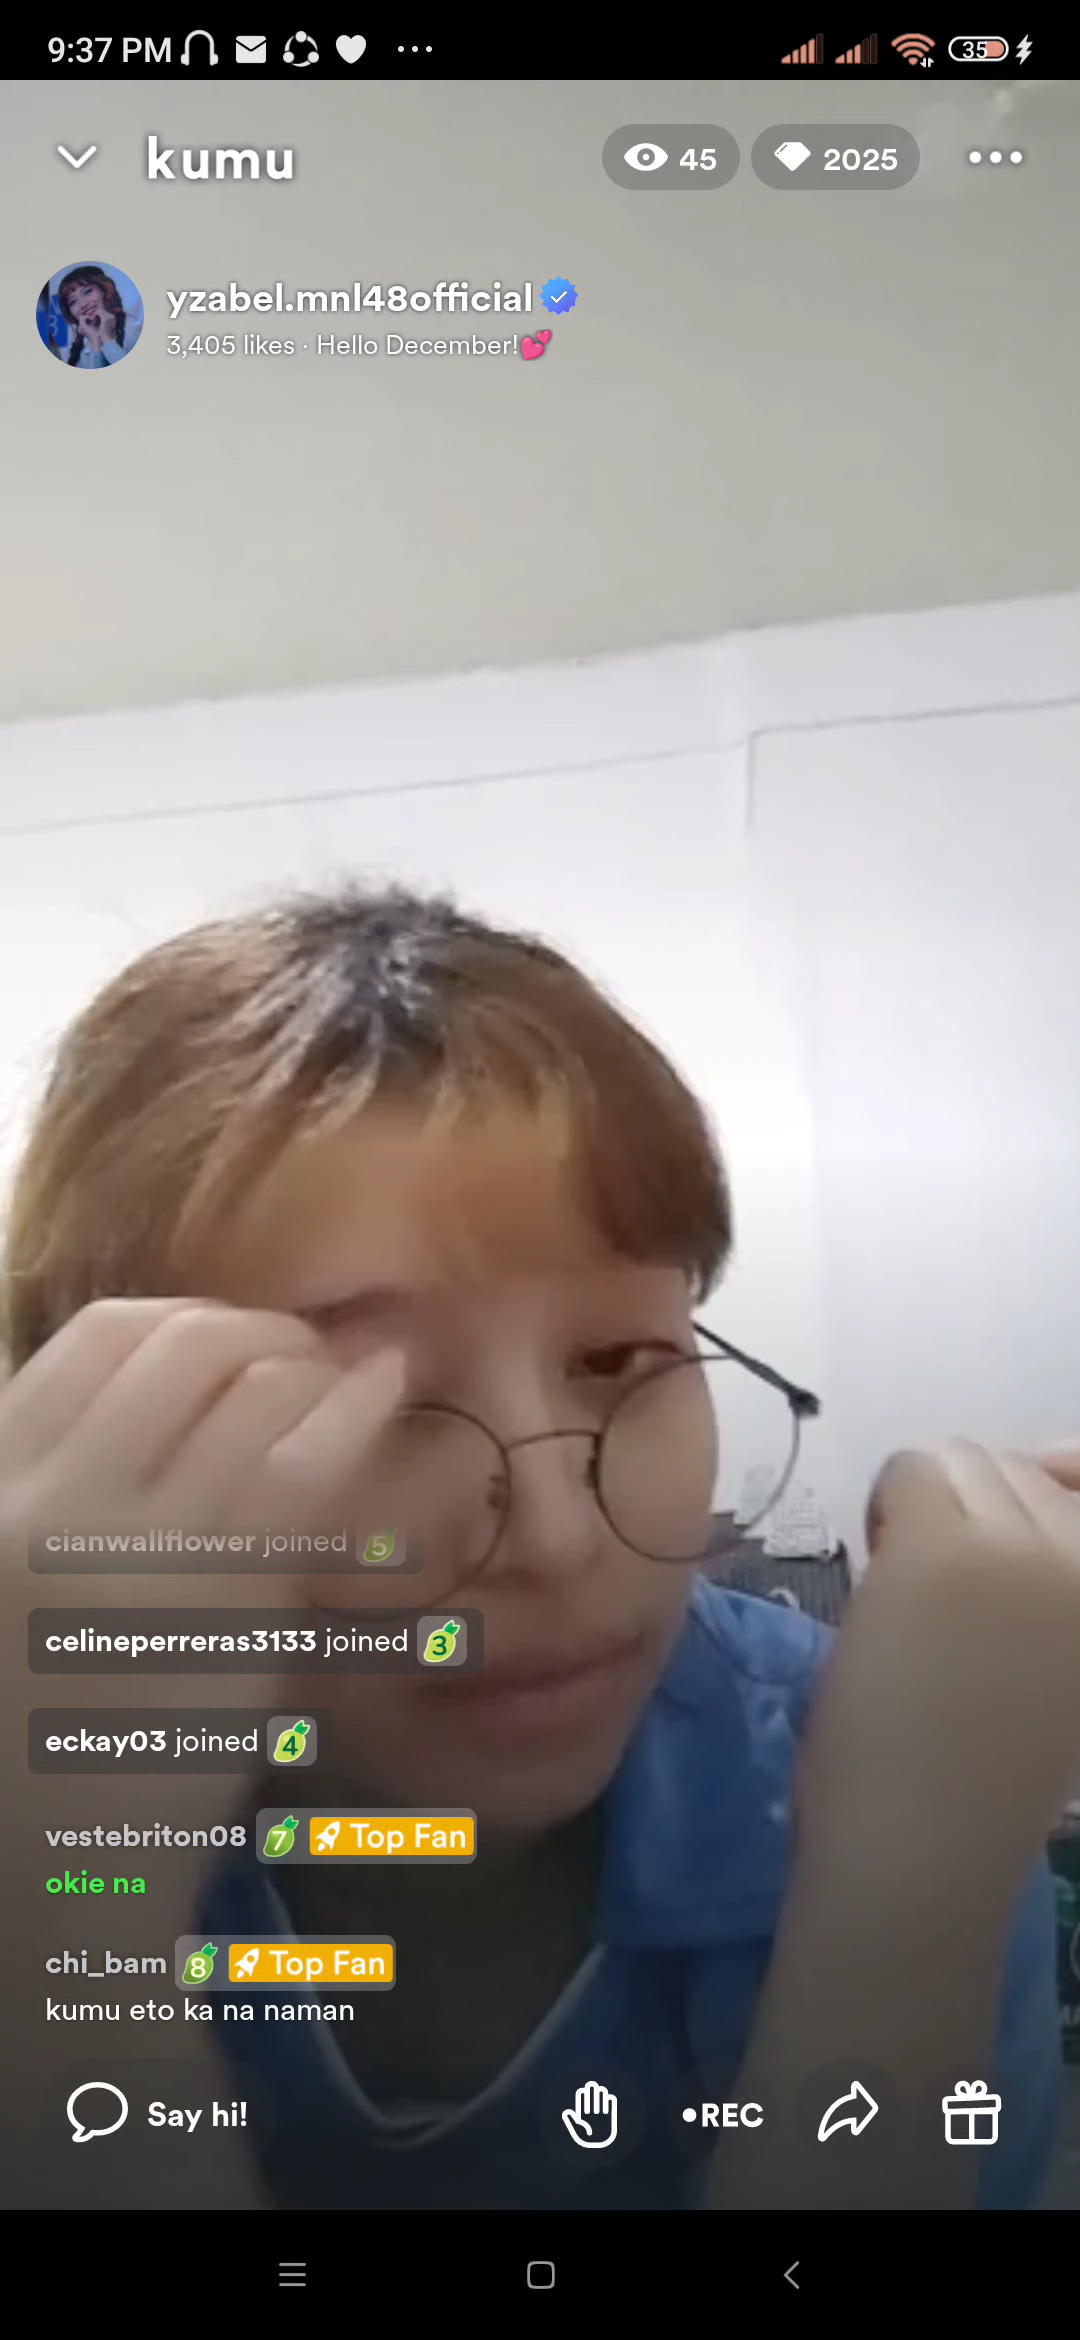 9:37 PM
35
kumu
45
2025
yzabel.mnl48official
3,405 likes · Hello December!💕
cianwallflower joined 5
celineperreras3133 joined 3
eckay03 joined 4
vestebriton08 7 Top Fan
okie na
chi_bam 8 Top Fan
kumu eto ka na naman
Say hi!
•REC